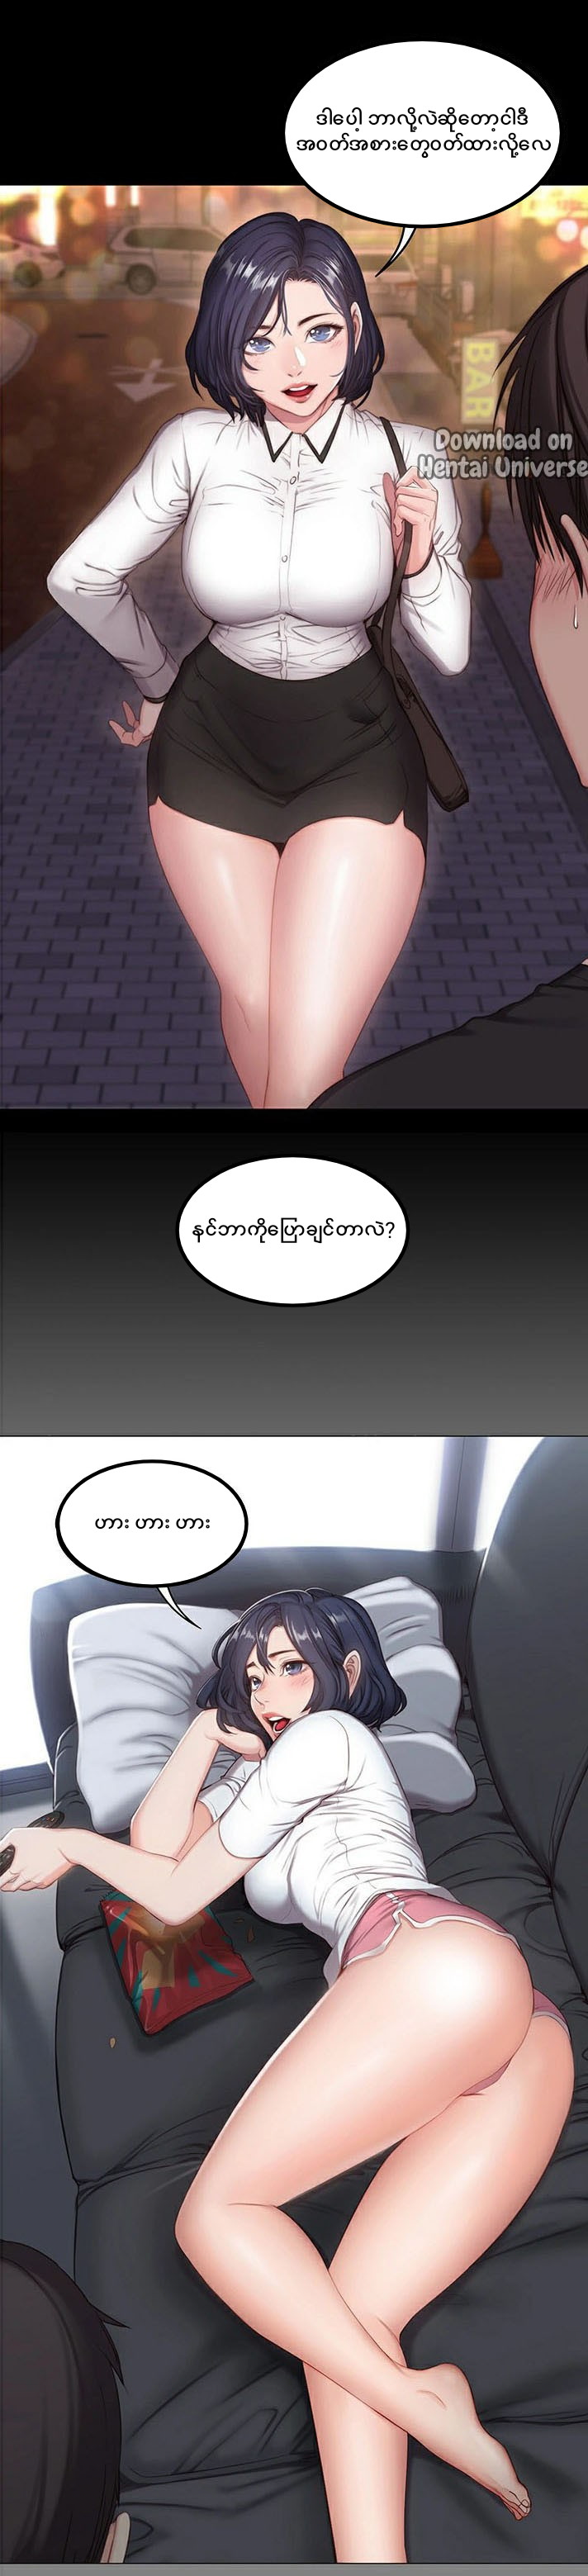 ဒါပေါ့ ဘာလို့လဲဆိုတော့ငါဒီ
အဝတ်အစားတွေဝတ်ထားလို့လေ
BAR
Download on
Hentai Universe
နင်ဘာကိုပြောချင်တာလဲ?
ဟား ဟား ဟား